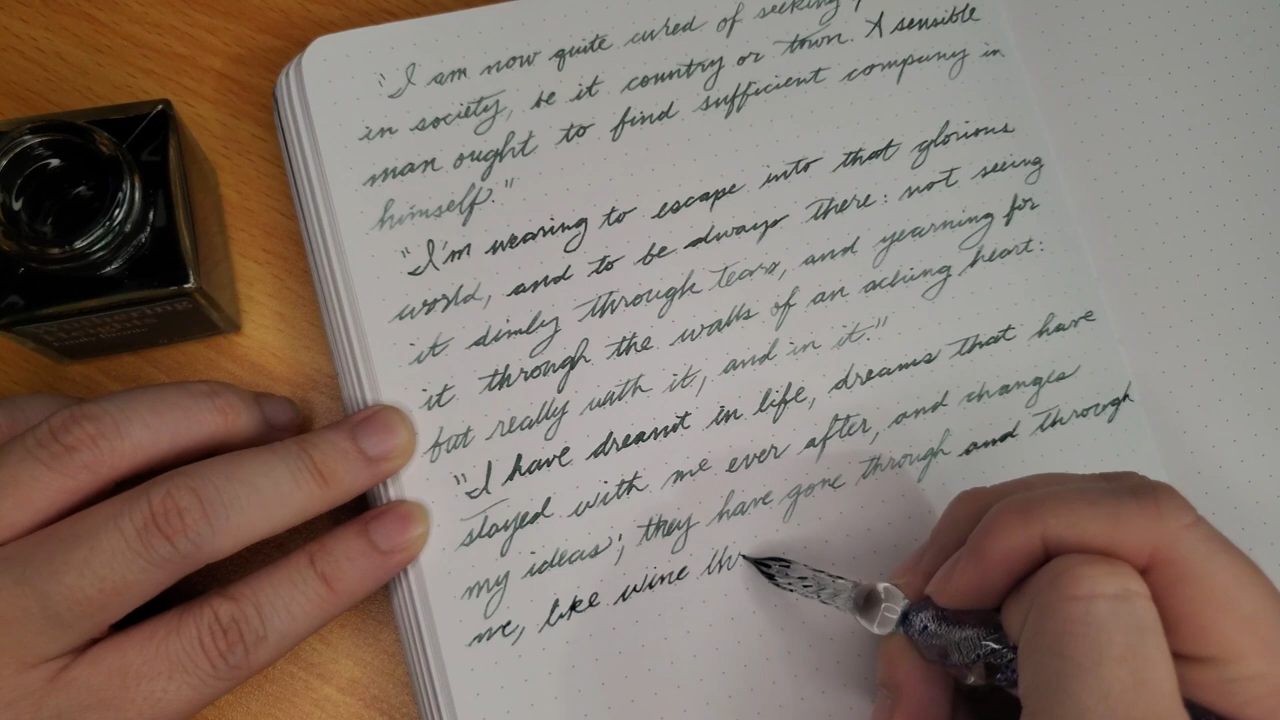 "I am now quite cured of seeking
in society, be it country or town. A sensible
man ought to find sufficient company in
himself."
"I'm wearing to escape into that glorious
world, and to be always there: not seeing
it dimly through tears, and yearning for
it through the walls of an aching heart:
but really with it, and in it."
"I have dreamt in life, dreams that have
stayed with me ever after, and changes
my ideas; they have gone through and through
me, like wine thr